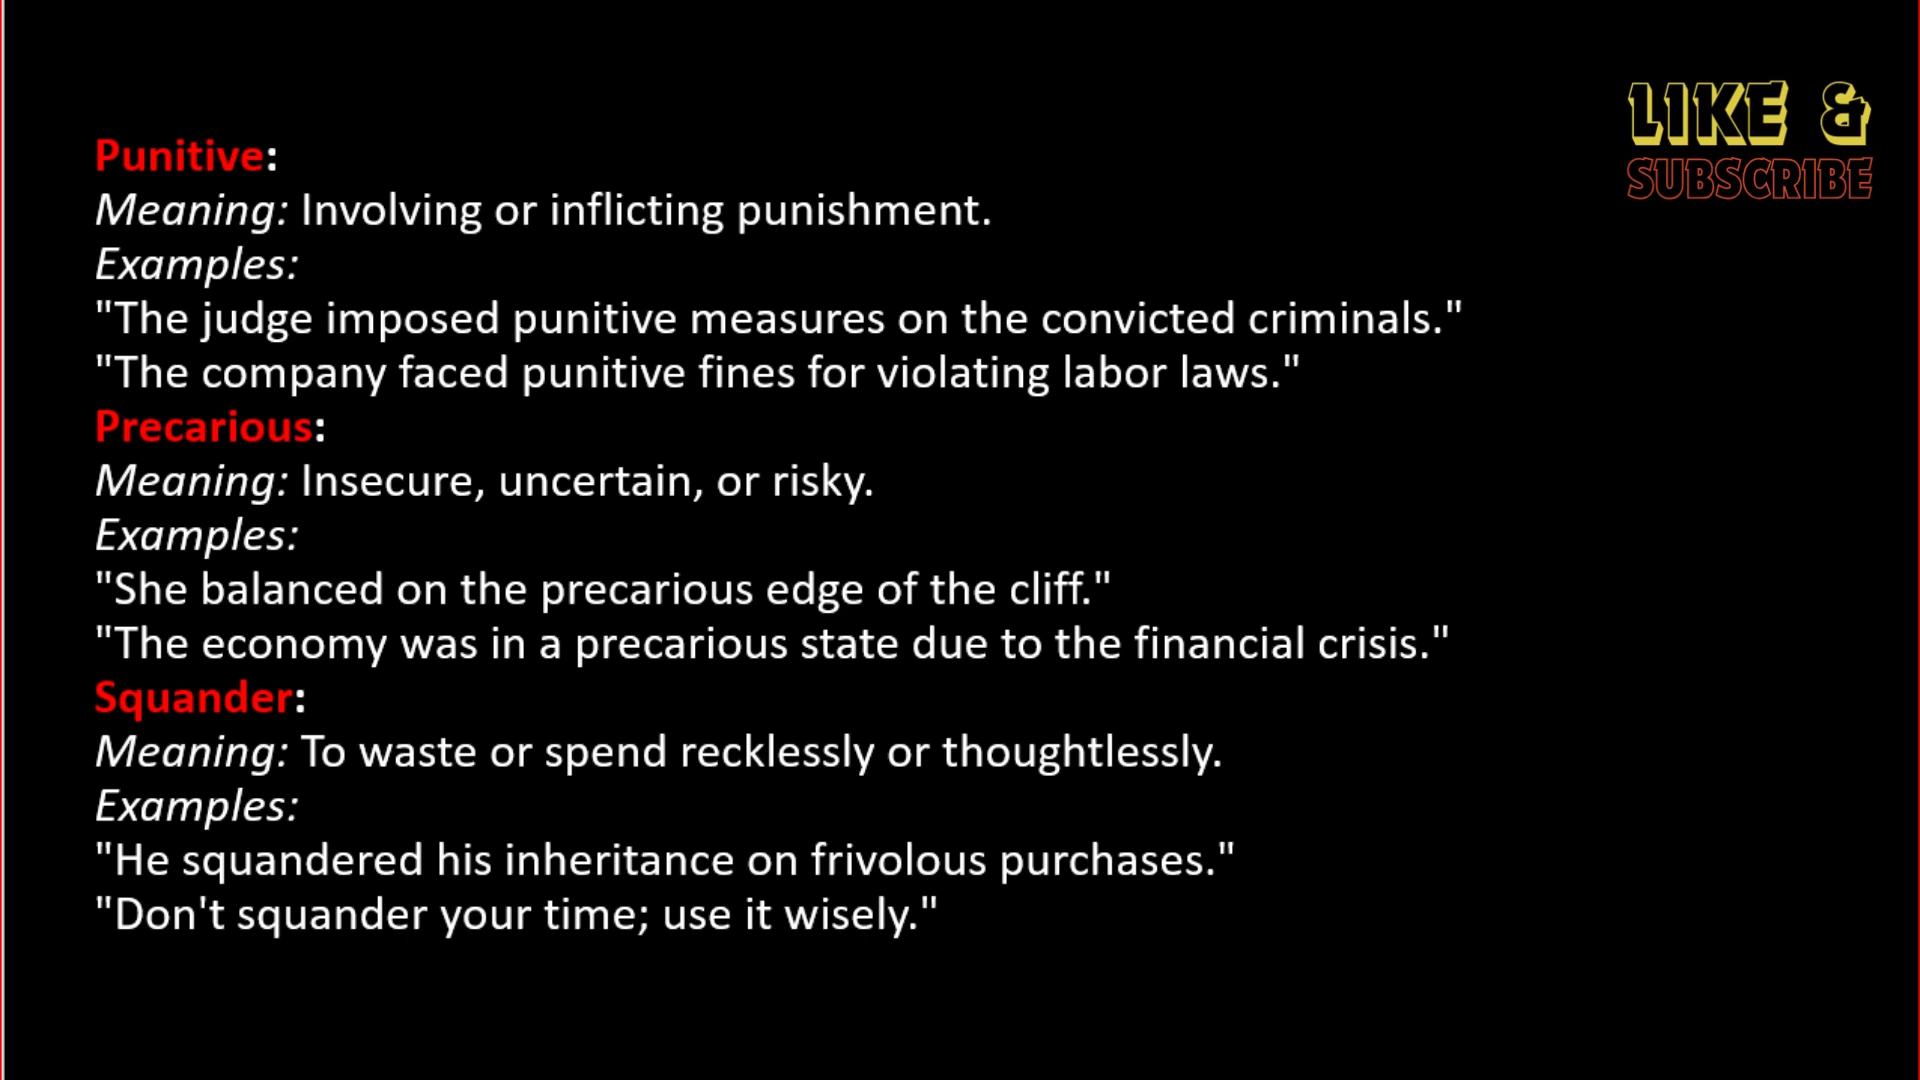 LIKE &
SUBSCRIBE
Punitive:
Meaning: Involving or inflicting punishment.
Examples:
"The judge imposed punitive measures on the convicted criminals."
"The company faced punitive fines for violating labor laws."
Precarious:
Meaning: Insecure, uncertain, or risky.
Examples:
"She balanced on the precarious edge of the cliff."
"The economy was in a precarious state due to the financial crisis."
Squander:
Meaning: To waste or spend recklessly or thoughtlessly.
Examples:
"He squandered his inheritance on frivolous purchases."
"Don't squander your time; use it wisely."